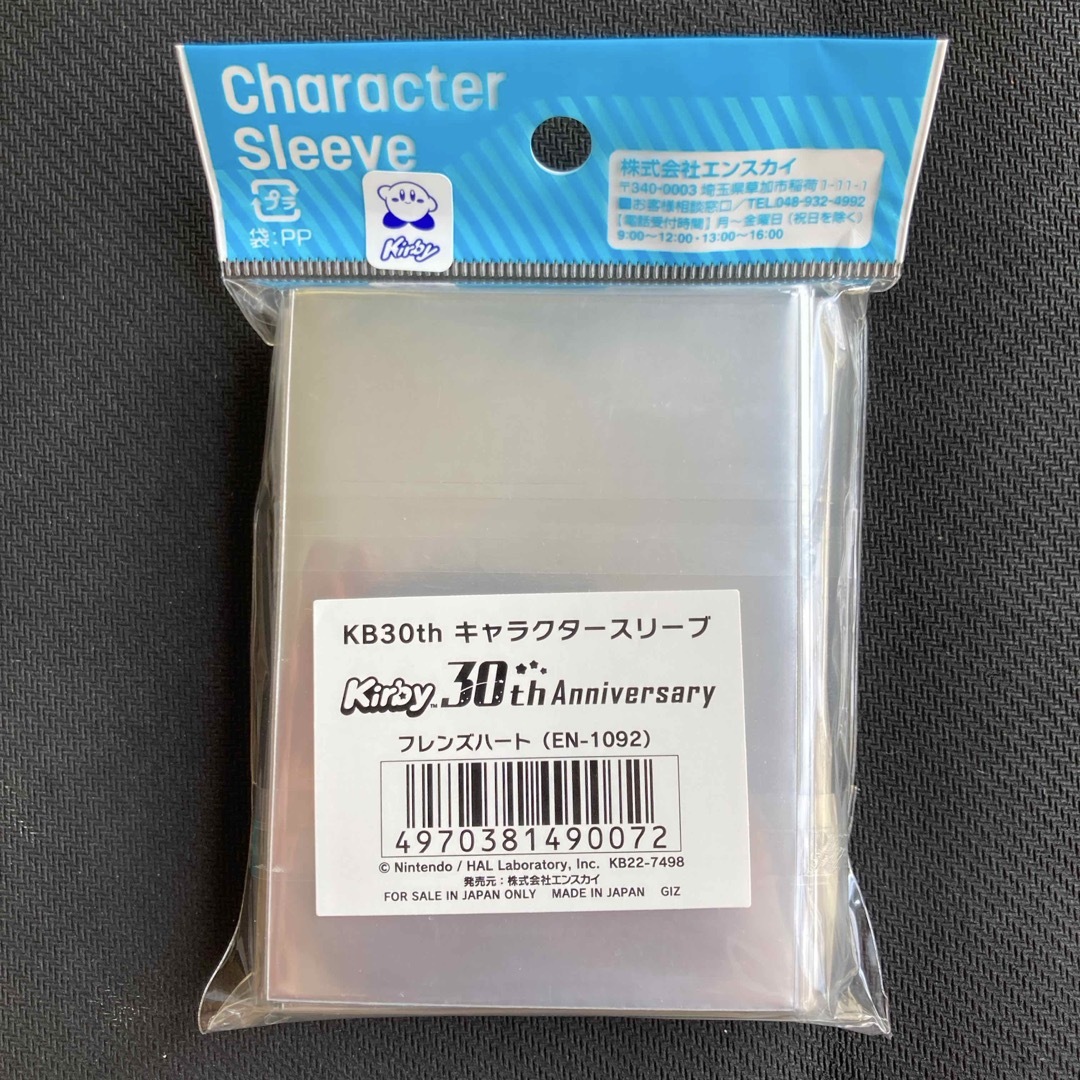 Character
Sleeve
プラ
袋:PP
Kirby
株式会社エンスカイ
〒340-0003 埼玉県草加市稲荷1-11-1
■お客様相談窓口/TEL.048-932-4992
【電話受付時間】月〜金曜日(祝日を除く)
9:00〜12:00・13:00〜16:00
KB30th キャラクタースリーブ
Kirby™ 30th Anniversary
フレンズハート(EN-1092)
4970381490072
© Nintendo / HAL Laboratory, Inc. KB22-7498
発売元:株式会社エンスカイ
FOR SALE IN JAPAN ONLY MADE IN JAPAN GIZ